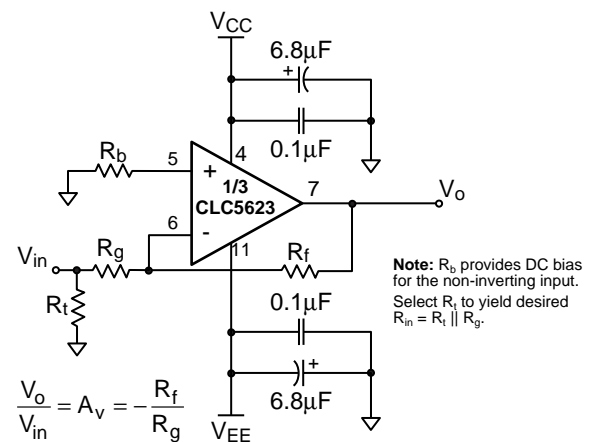 VCC
6.8μF
+
0.1μF
Rb
5
+
4
1/3
CLC5623
7
Vo
6
-
11
Vin
Rg
Rf
Rt
Note: Rb provides DC bias
for the non-inverting input.
Select Rt to yield desired
Rin = Rt || Rg.
0.1μF
+
6.8μF
VEE
Vo/Vin = Av = -Rf/Rg